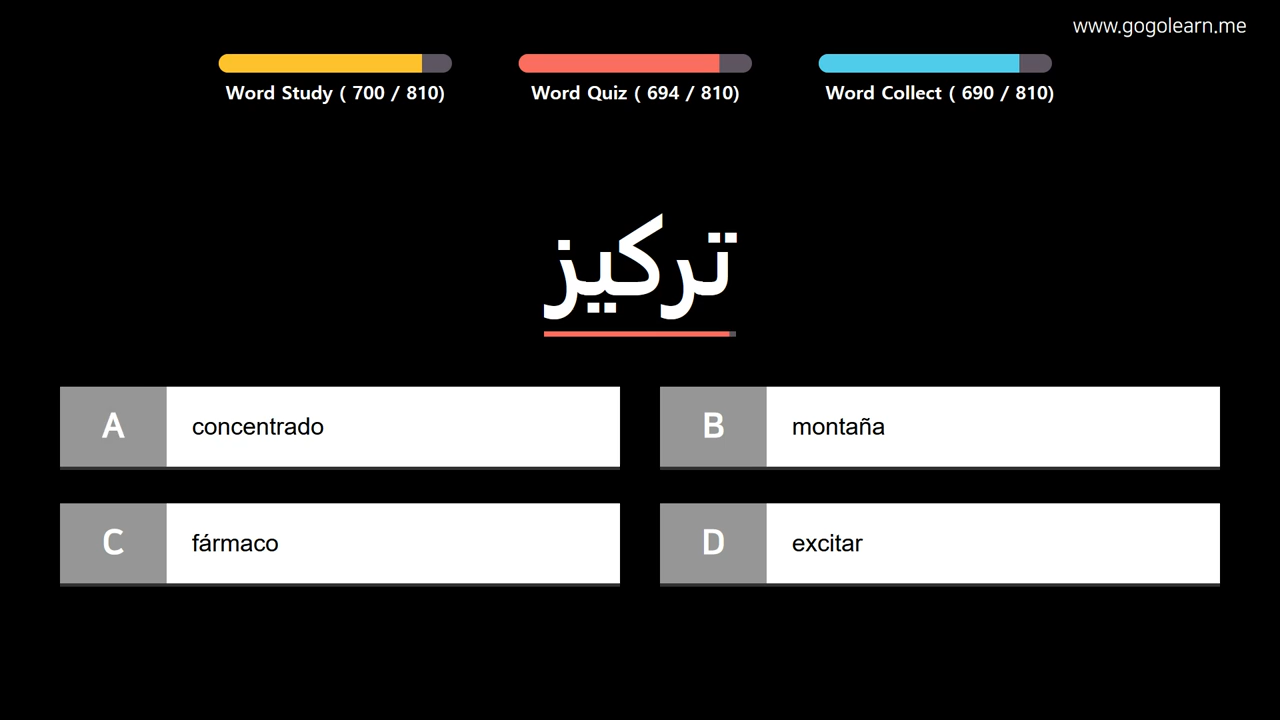 www.gogolearn.me
Word Study ( 700 / 810)
Word Quiz ( 694 / 810)
Word Collect ( 690 / 810)
تركيز
A concentrado
B montaña
C fármaco
D excitar